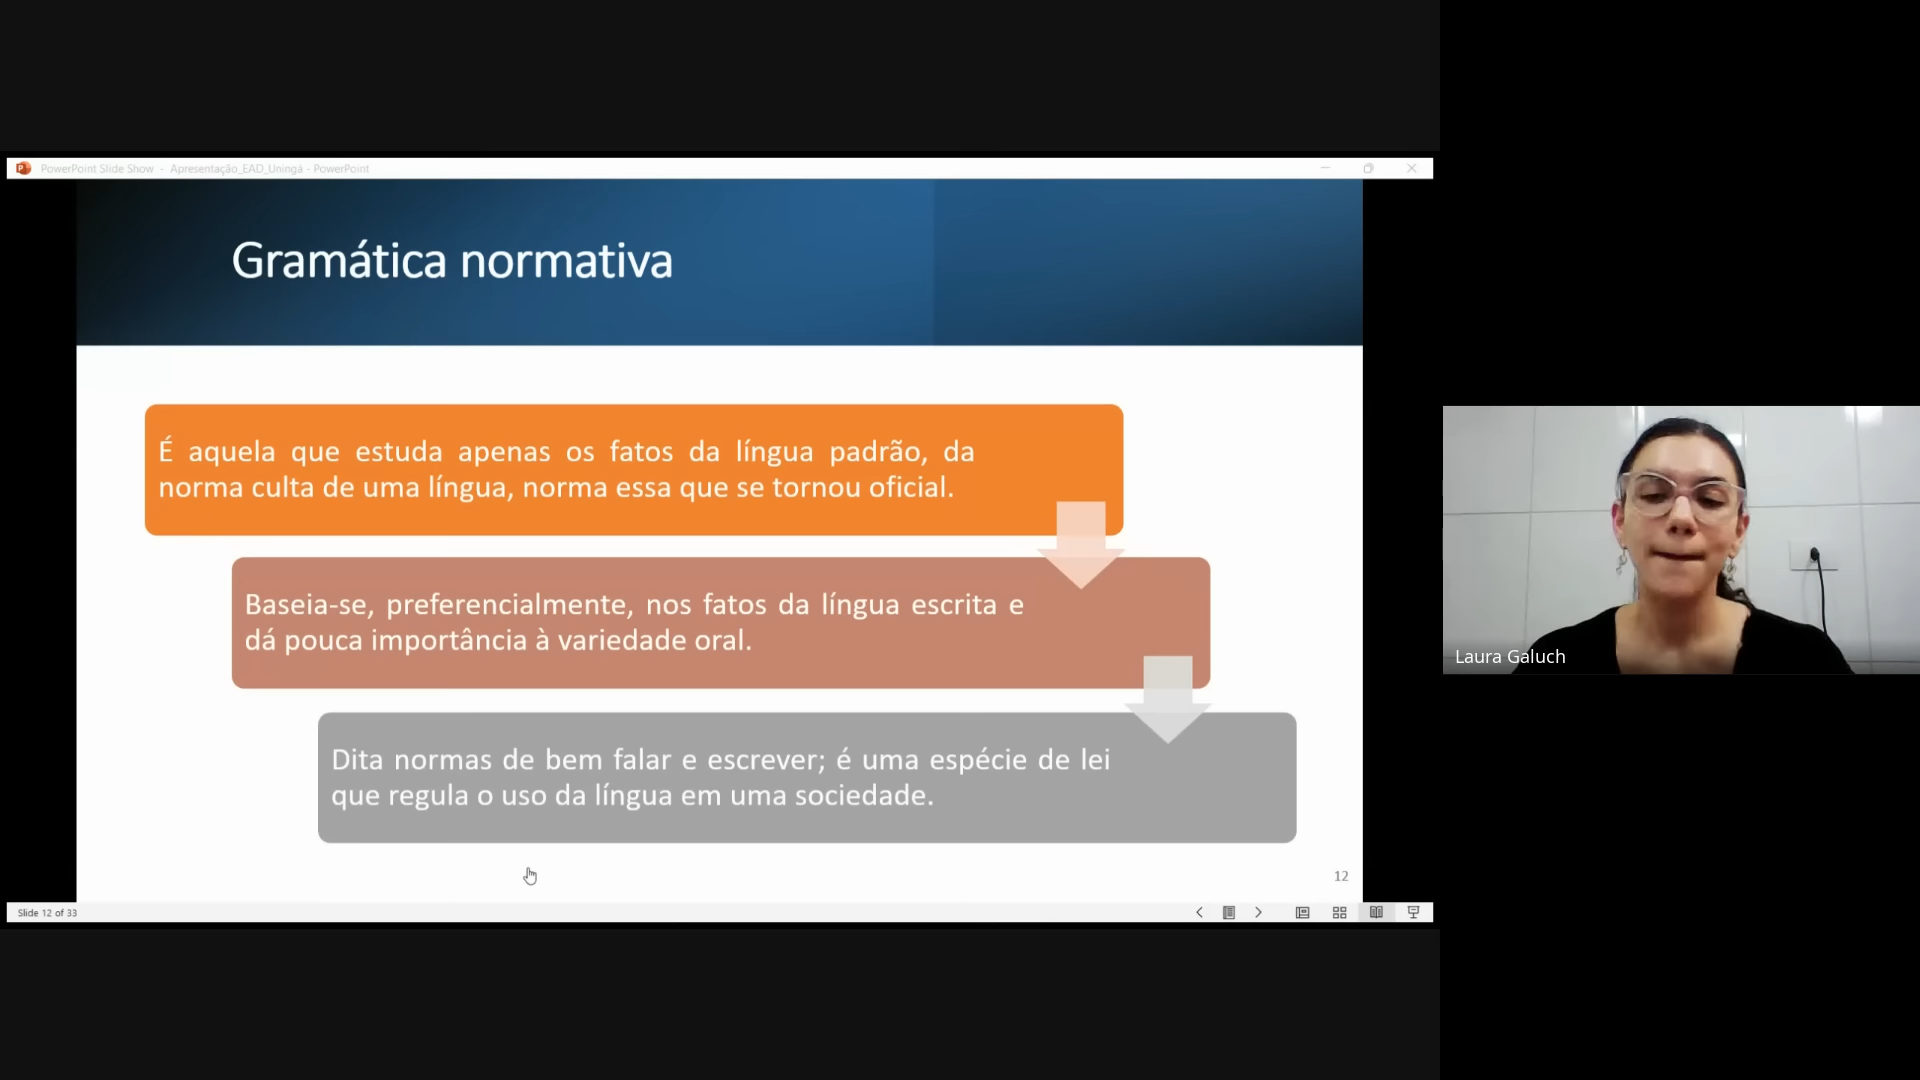 PowerPoint Slide Show - Apresentação_EAD_Uningá - PowerPoint
Gramática normativa
É aquela que estuda apenas os fatos da língua padrão, da
norma culta de uma língua, norma essa que se tornou oficial.
Baseia-se, preferencialmente, nos fatos da língua escrita e
dá pouca importância à variedade oral.
Dita normas de bem falar e escrever; é uma espécie de lei
que regula o uso da língua em uma sociedade.
12
Slide 12 of 33
Laura Galuch